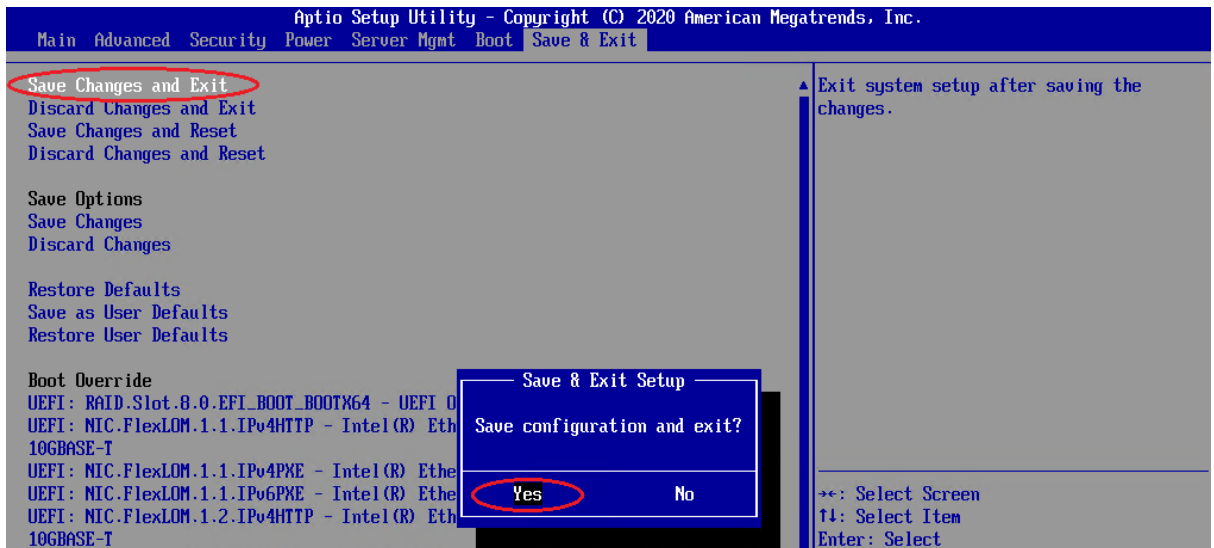 Aptio Setup Utility - Copyright (C) 2020 American Megatrends, Inc.
Main Advanced Security Power Server Mgmt Boot Save & Exit
Save Changes and Exit
Discard Changes and Exit
Save Changes and Reset
Discard Changes and Reset
Save Options
Save Changes
Discard Changes
Restore Defaults
Save as User Defaults
Restore User Defaults
Boot Override
UEFI: RAID.Slot.8.0.EFI_BOOT_BOOTX64 - UEFI O
UEFI: NIC.FlexLOM.1.1.IPv4HTTP - Intel(R) Eth
10GBASE-T
UEFI: NIC.FlexLOM.1.1.IPv4PXE - Intel(R) Ethe
UEFI: NIC.FlexLOM.1.1.IPv6PXE - Intel(R) Ethe
UEFI: NIC.FlexLOM.1.2.IPv4HTTP - Intel(R) Eth
10GBASE-T
Save & Exit Setup
Save configuration and exit?
Yes No
Exit system setup after saving the
changes.
→←: Select Screen
↑↓: Select Item
Enter: Select